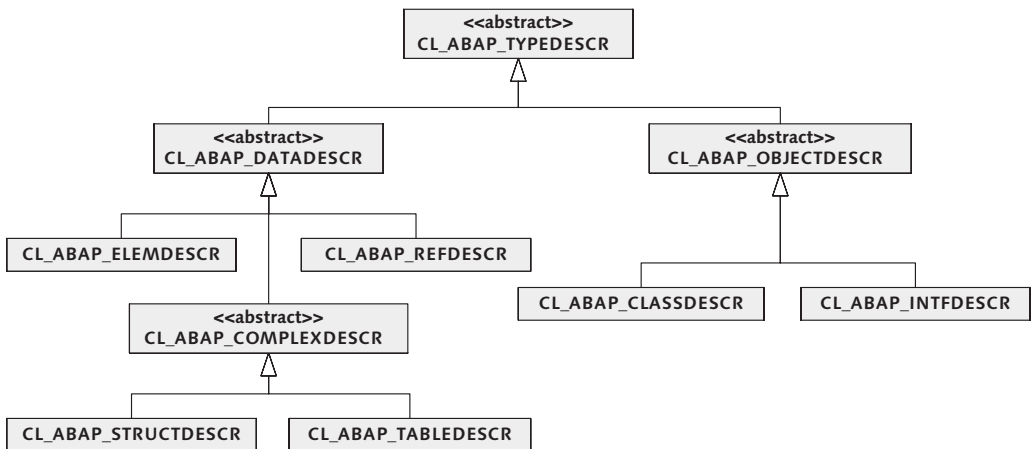 <<abstract>>
CL_ABAP_TYPEDESCR
<<abstract>>
CL_ABAP_DATADESCR
<<abstract>>
CL_ABAP_OBJECTDESCR
CL_ABAP_ELEMDESCR
CL_ABAP_REFDESCR
CL_ABAP_CLASSDESCR
CL_ABAP_INTFDESCR
<<abstract>>
CL_ABAP_COMPLEXDESCR
CL_ABAP_STRUCTDESCR
CL_ABAP_TABLEDESCR